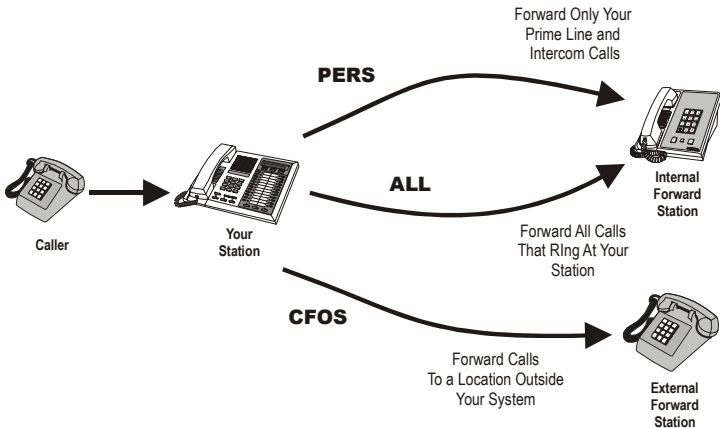 Forward Only Your
Prime Line and
Intercom Calls
PERS
Internal
Forward
Station
ALL
Caller
Your
Station
Forward All Calls
That RIng At Your
Station
CFOS
Forward Calls
To a Location Outside
Your System
External
Forward
Station